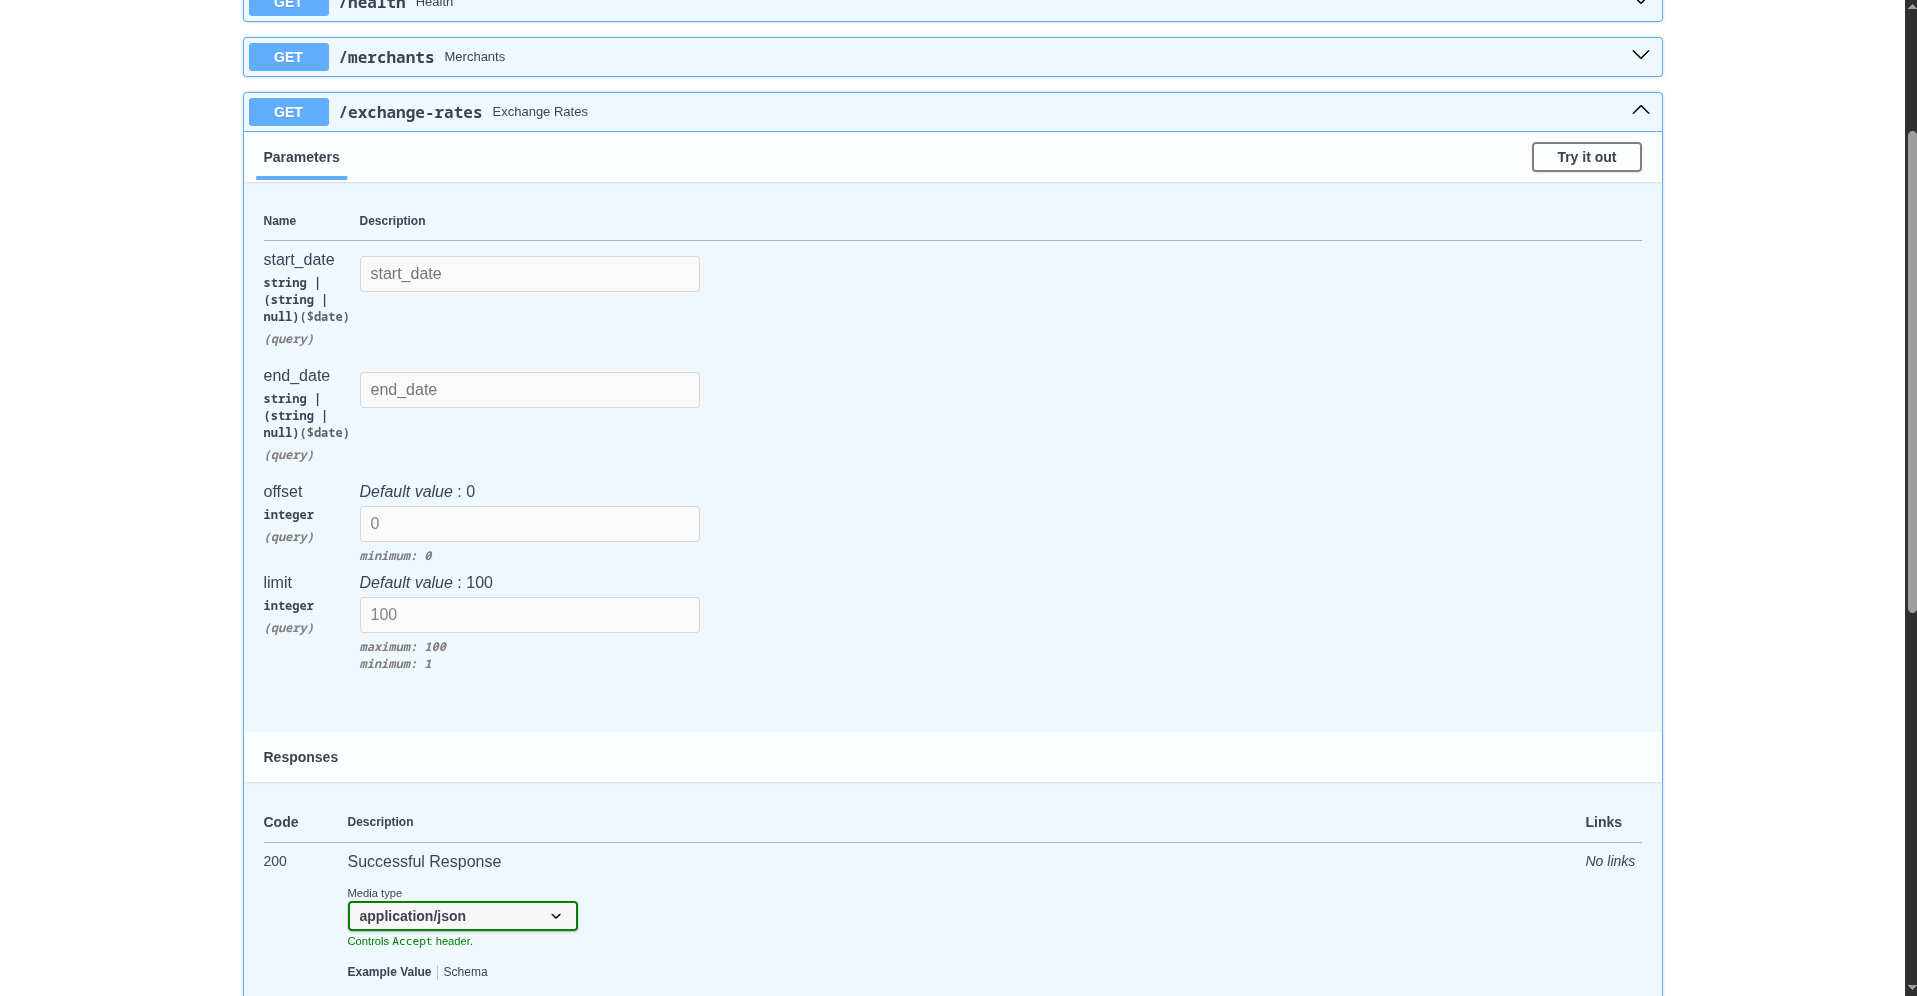 GET /health Health
GET /merchants Merchants
GET /exchange-rates Exchange Rates
Parameters Try it out
Name Description
start_date start_date
string |
(string |
null)($date)
(query)
end_date end_date
string |
(string |
null)($date)
(query)
offset Default value : 0
integer 0
(query)
minimum: 0
limit Default value : 100
integer 100
(query)
maximum: 100
minimum: 1
Responses
Code Description Links
200 Successful Response No links
Media type
application/json
Controls Accept header.
Example Value Schema